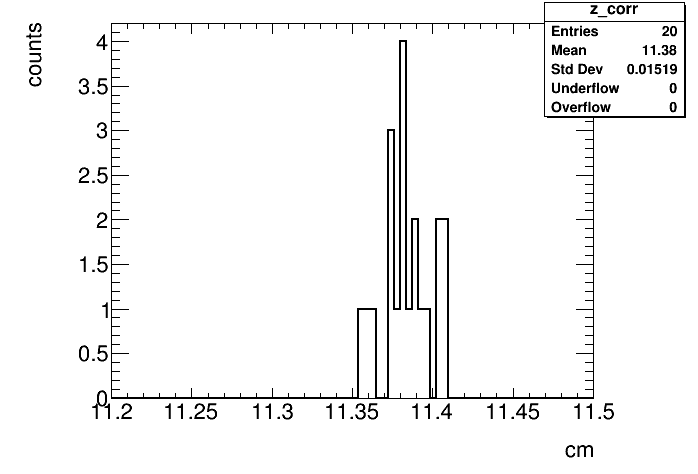 z_corr
Entries 20
Mean 11.38
Std Dev 0.01519
Underflow 0
Overflow 0
counts
4
3.5
3
2.5
2
1.5
1
0.5
0
11.2 11.25 11.3 11.35 11.4 11.45 11.5
cm